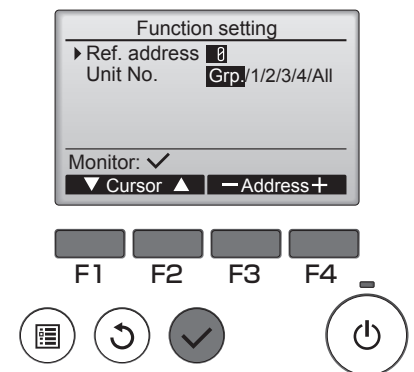 Function setting
Ref. address 0
Unit No. Grp./1/2/3/4/All
Monitor: ✓
▼ Cursor ▲ −Address+
F1 F2 F3 F4